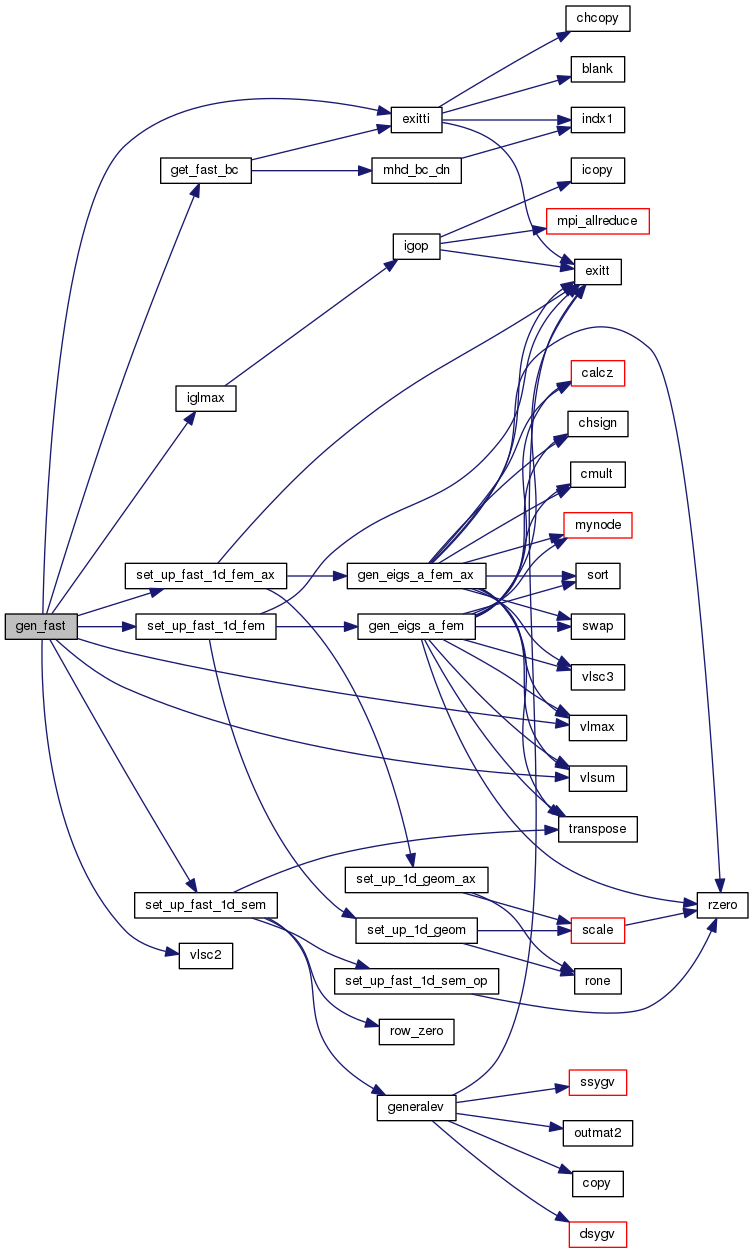 chcopy
blank
exitti
indx1
get_fast_bc
mhd_bc_dn
icopy
mpi_allreduce
igop
exitt
calcz
iglmax
chsign
cmult
mynode
set_up_fast_1d_fem_ax
gen_eigs_a_fem_ax
sort
gen_fast
set_up_fast_1d_fem
gen_eigs_a_fem
swap
vlsc3
vlmax
vlsum
transpose
set_up_1d_geom_ax
set_up_fast_1d_sem
rzero
set_up_1d_geom
scale
vlsc2
set_up_fast_1d_sem_op
rone
row_zero
ssygv
generalev
outmat2
copy
dsygv